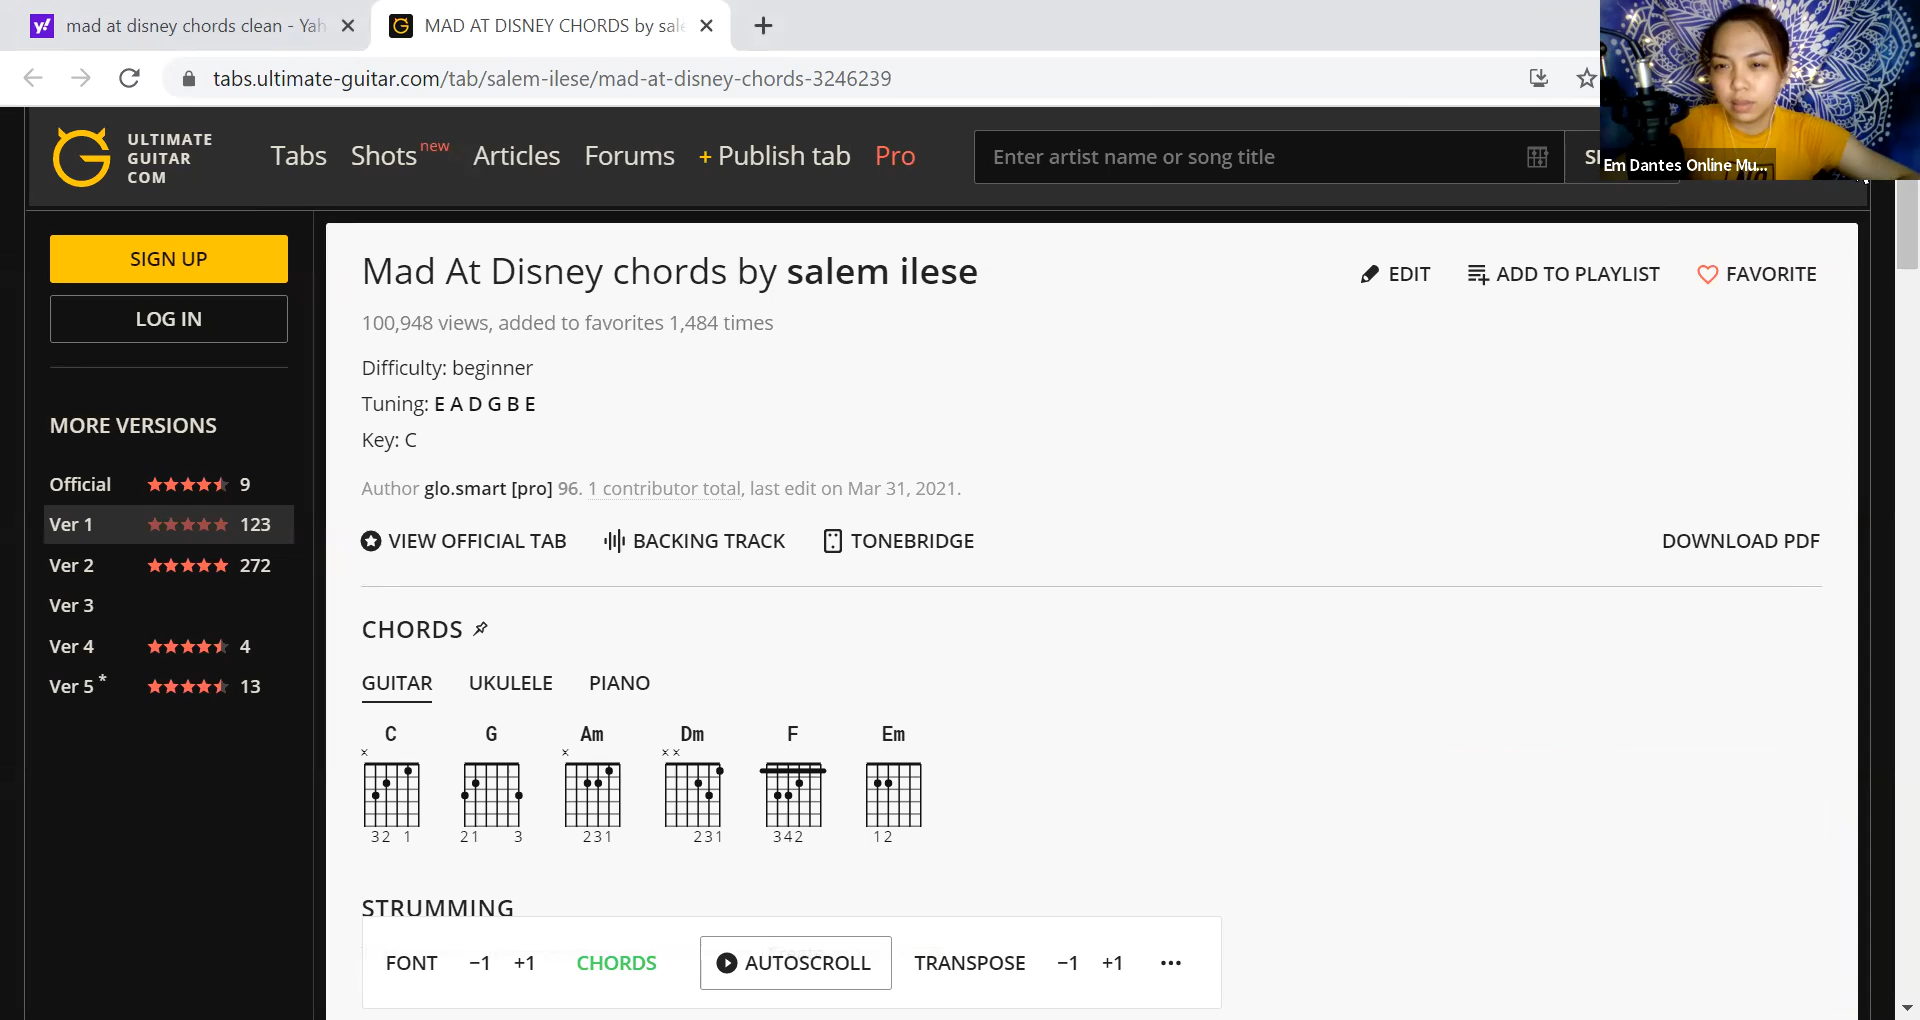 mad at disney chords clean - Yah
MAD AT DISNEY CHORDS by sale
tabs.ultimate-guitar.com/tab/salem-ilese/mad-at-disney-chords-3246239
ULTIMATE
GUITAR
COM
Tabs Shots new Articles Forums + Publish tab Pro
Enter artist name or song title
Em Dantes Online Mu...
SIGN UP
LOG IN
MORE VERSIONS
Official 9
Ver 1 123
Ver 2 272
Ver 3
Ver 4 4
Ver 5 * 13
Mad At Disney chords by salem ilese
EDIT ADD TO PLAYLIST FAVORITE
100,948 views, added to favorites 1,484 times
Difficulty: beginner
Tuning: E A D G B E
Key: C
Author glo.smart [pro] 96. 1 contributor total, last edit on Mar 31, 2021.
VIEW OFFICIAL TAB BACKING TRACK TONEBRIDGE DOWNLOAD PDF
CHORDS
GUITAR UKULELE PIANO
C G Am Dm F Em
x x x x
32 1 21 3 231 231 342 12
STRUMMING
FONT −1 +1 CHORDS AUTOSCROLL TRANSPOSE −1 +1 •••